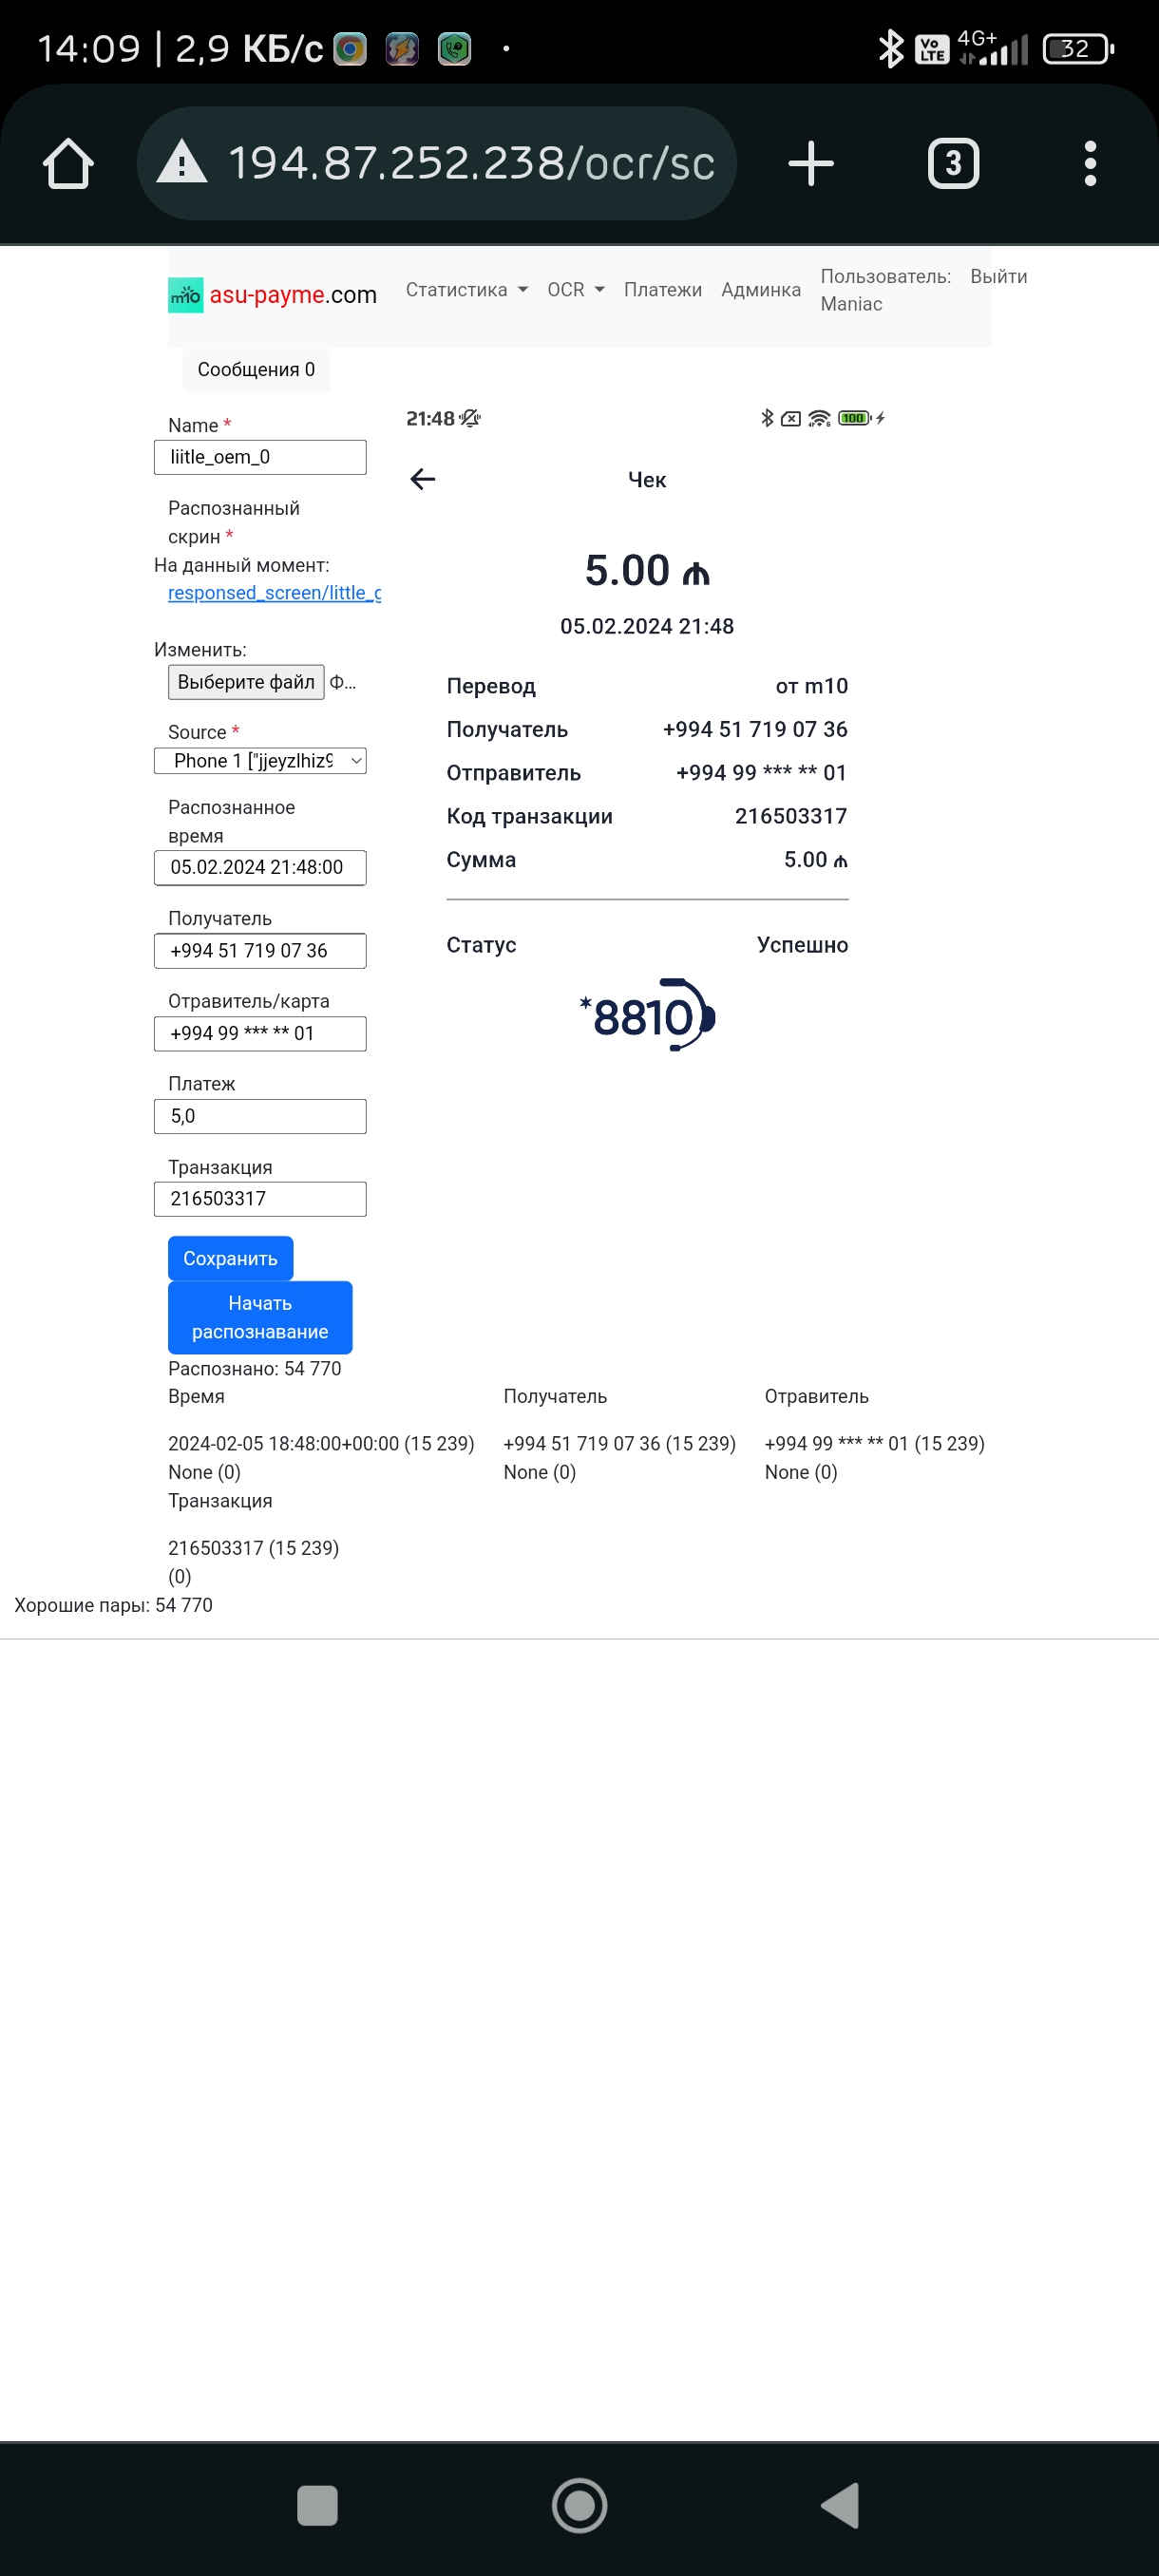 14:09 | 2,9 КБ/с
Vo LTE 4G+ 32
194.87.252.238/ocr/sc
3
m10 asu-payme.com Статистика OCR Платежи Админка Пользователь: Maniac Выйти
Сообщения 0
Name *
liitle_oem_0
Распознанный
скрин *
На данный момент:
responsed_screen/little_g
Изменить:
Выберите файл Ф...
Source *
Phone 1 ["jjeyzlhiz9
Распознанное
время
05.02.2024 21:48:00
Получатель
+994 51 719 07 36
Отравитель/карта
+994 99 *** ** 01
Платеж
5,0
Транзакция
216503317
Сохранить
Начать
распознавание
21:48 100
Чек
5.00 ₼
05.02.2024 21:48
Перевод от m10
Получатель +994 51 719 07 36
Отправитель +994 99 *** ** 01
Код транзакции 216503317
Сумма 5.00 ₼
Статус Успешно
*8810
Распознано: 54 770
Время Получатель Отравитель
2024-02-05 18:48:00+00:00 (15 239) +994 51 719 07 36 (15 239) +994 99 *** ** 01 (15 239)
None (0) None (0) None (0)
Транзакция
216503317 (15 239)
(0)
Хорошие пары: 54 770